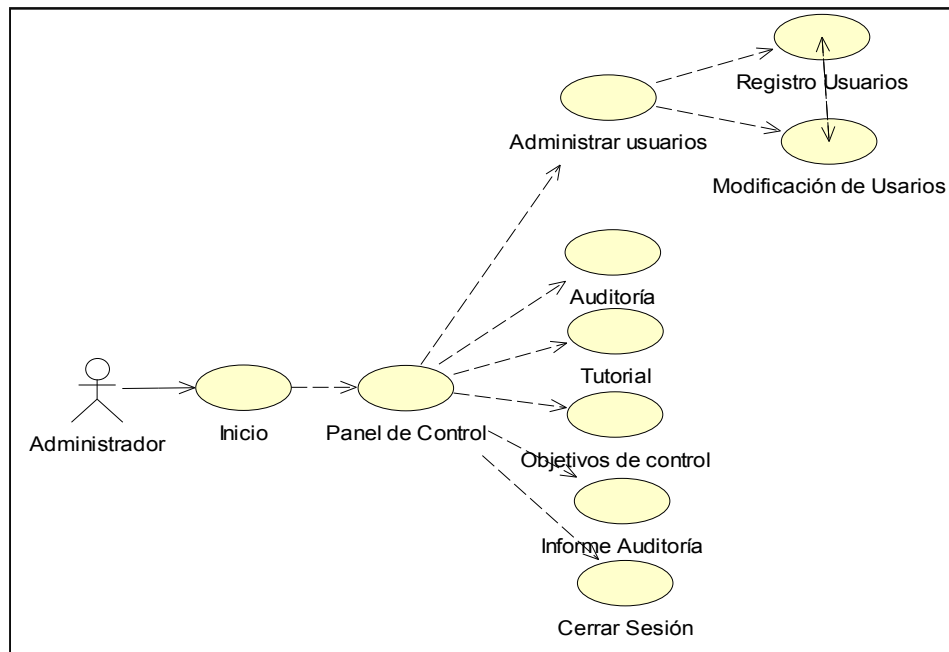 Registro Usuarios
Administrar usuarios
Modificación de Usarios
Auditoría
Tutorial
Administrador
Inicio
Panel de Control
Objetivos de control
Informe Auditoría
Cerrar Sesión